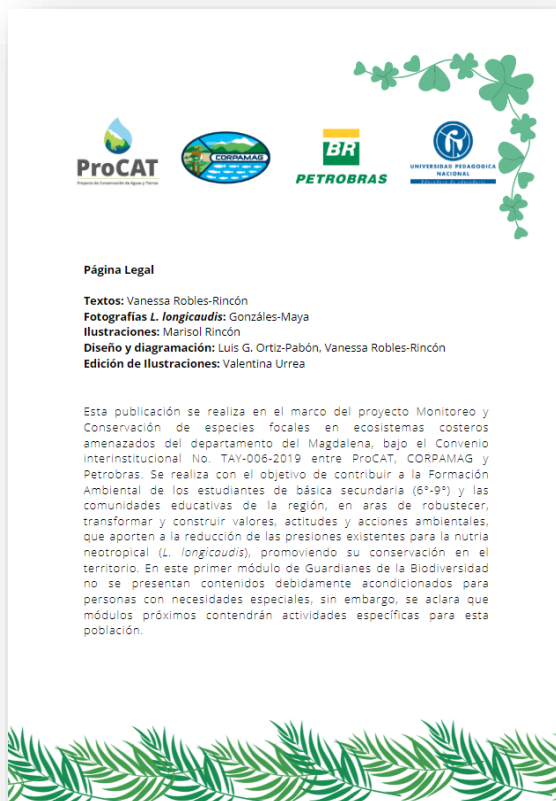 ProCAT
Proyecto de Conservación de Aguas y Tierras
CORPAMAG
BR
PETROBRAS
UNIVERSIDAD PEDAGOGICA
NACIONAL
Educadora de educadores
Página Legal
Textos: Vanessa Robles-Rincón
Fotografías L. longicaudis: Gonzáles-Maya
Ilustraciones: Marisol Rincón
Diseño y diagramación: Luis G. Ortiz-Pabón, Vanessa Robles-Rincón
Edición de Ilustraciones: Valentina Urrea
Esta publicación se realiza en el marco del proyecto Monitoreo y
Conservación de especies focales en ecosistemas costeros
amenazados del departamento del Magdalena, bajo el Convenio
interinstitucional No. TAY-006-2019 entre ProCAT, CORPAMAG y
Petrobras. Se realiza con el objetivo de contribuir a la Formación
Ambiental de los estudiantes de básica secundaria (6°-9°) y las
comunidades educativas de la región, en aras de robustecer,
transformar y construir valores, actitudes y acciones ambientales,
que aporten a la reducción de las presiones existentes para la nutria
neotropical (L. longicaudis), promoviendo su conservación en el
territorio. En este primer módulo de Guardianes de la Biodiversidad
no se presentan contenidos debidamente acondicionados para
personas con necesidades especiales, sin embargo, se aclara que
módulos próximos contendrán actividades específicas para esta
población.